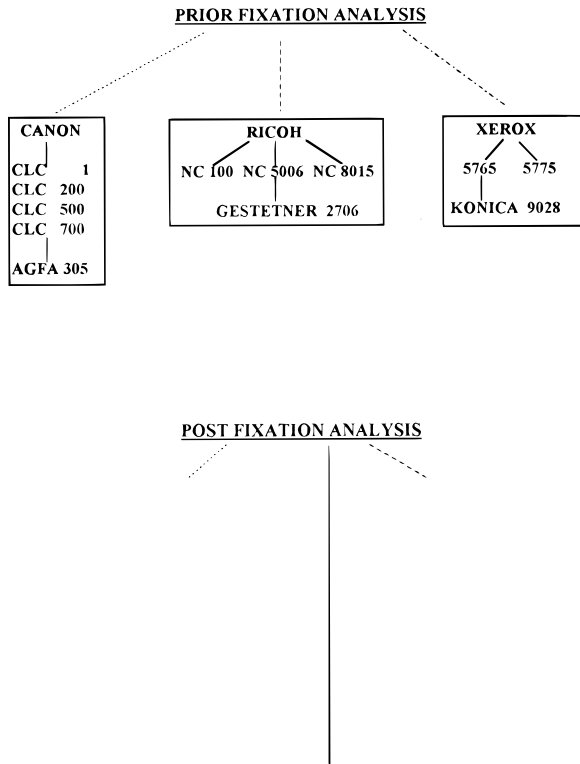 PRIOR FIXATION ANALYSIS
CANON
CLC 1
CLC 200
CLC 500
CLC 700
AGFA 305
RICOH
NC 100 NC 5006 NC 8015
GESTETNER 2706
XEROX
5765 5775
KONICA 9028
POST FIXATION ANALYSIS